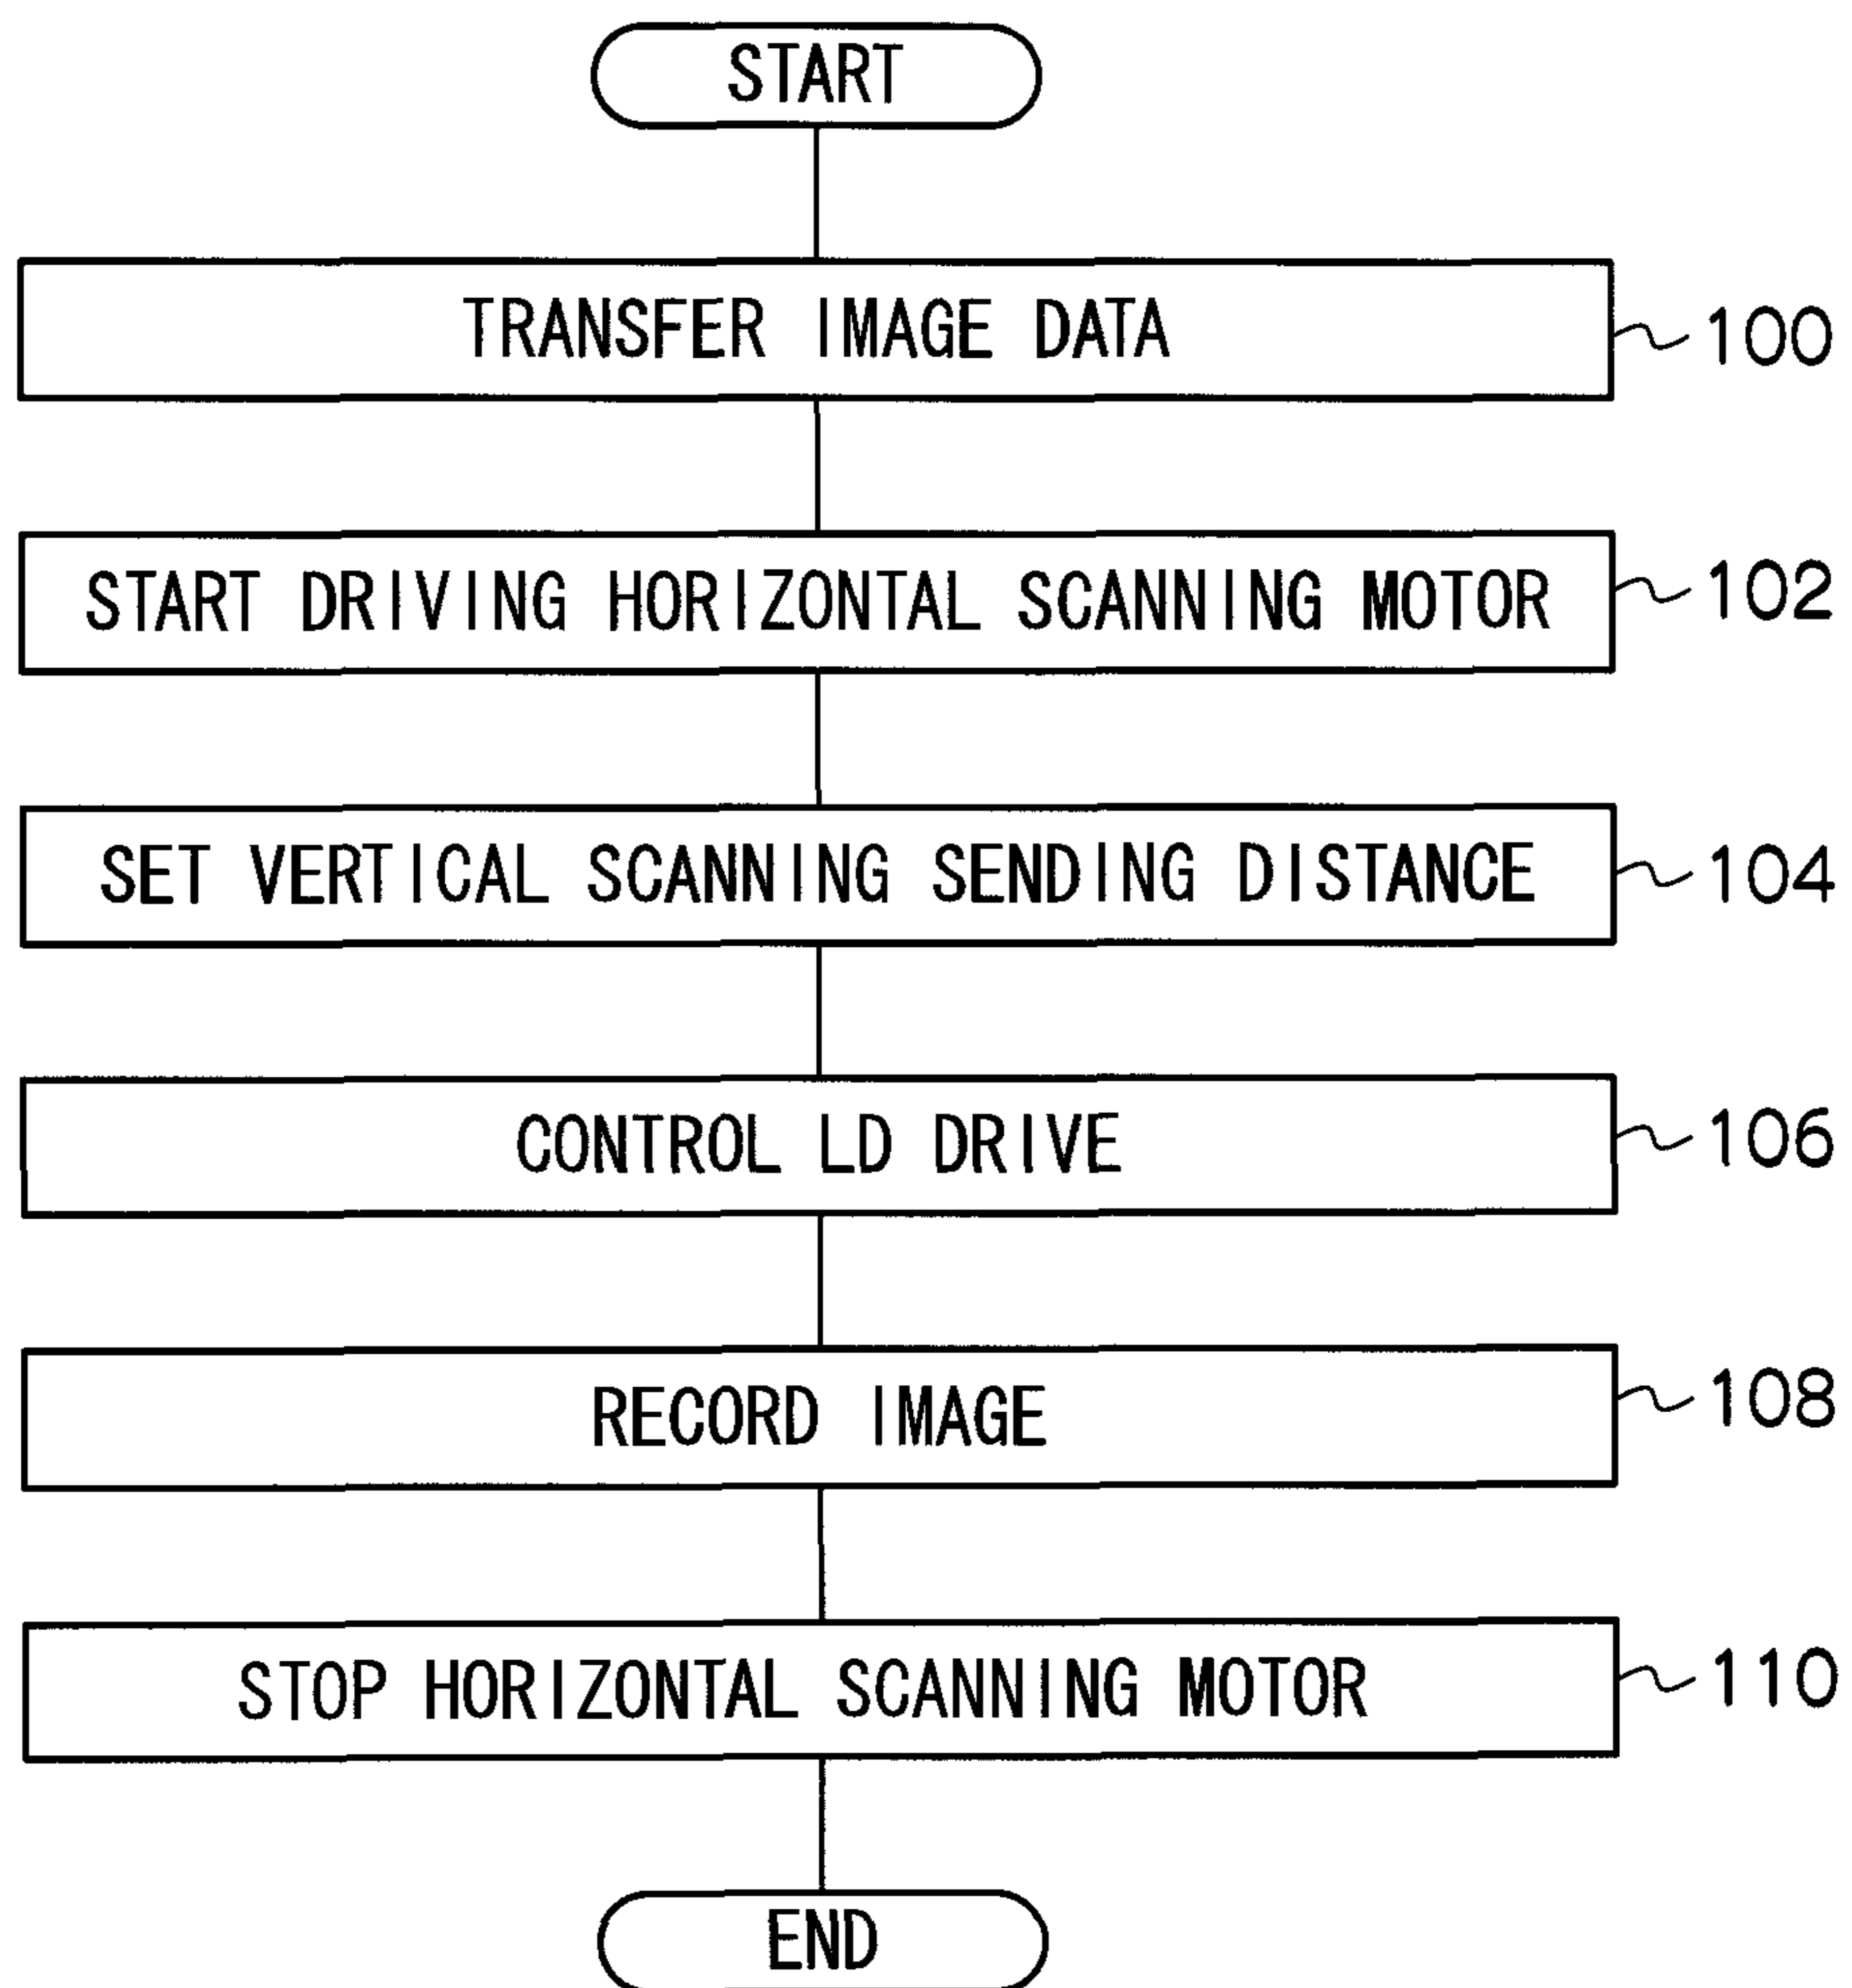 START
TRANSFER IMAGE DATA
100
START DRIVING HORIZONTAL SCANNING MOTOR
102
SET VERTICAL SCANNING SENDING DISTANCE
104
CONTROL LD DRIVE
106
RECORD IMAGE
108
STOP HORIZONTAL SCANNING MOTOR
110
END